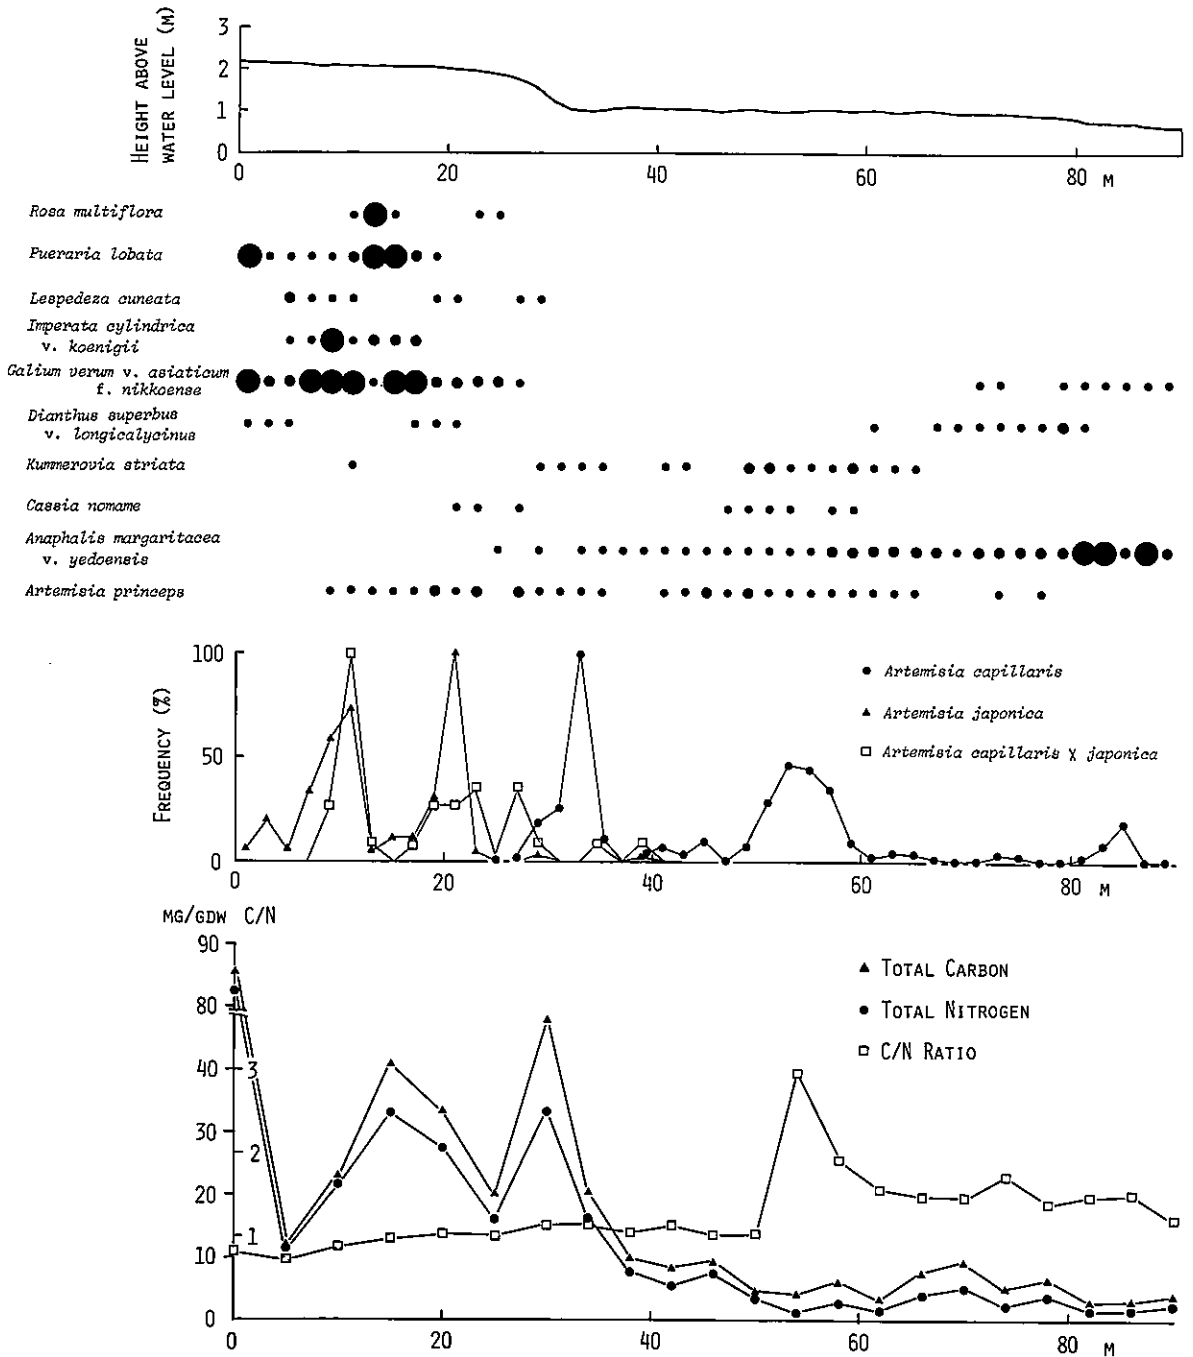 HEIGHT ABOVE
WATER LEVEL (M)
3
2
1
0
0 20 40 60 80 M
Rosa multiflora
Pueraria lobata
Lespedeza cuneata
Imperata cylindrica
v. koenigii
Galium verum v. asiaticum
f. nikkoense
Dianthus superbus
v. longicalycinus
Kummerovia striata
Cassia nomame
Anaphalis margaritacea
v. yedoensis
Artemisia princeps
FREQUENCY (%)
100
50
0
0 20 40 60 80 M
Artemisia capillaris
Artemisia japonica
Artemisia capillaris X japonica
MG/GDW C/N
90
80
40
30
20
10
0
3
2
1
0 20 40 60 80 M
TOTAL CARBON
TOTAL NITROGEN
C/N RATIO